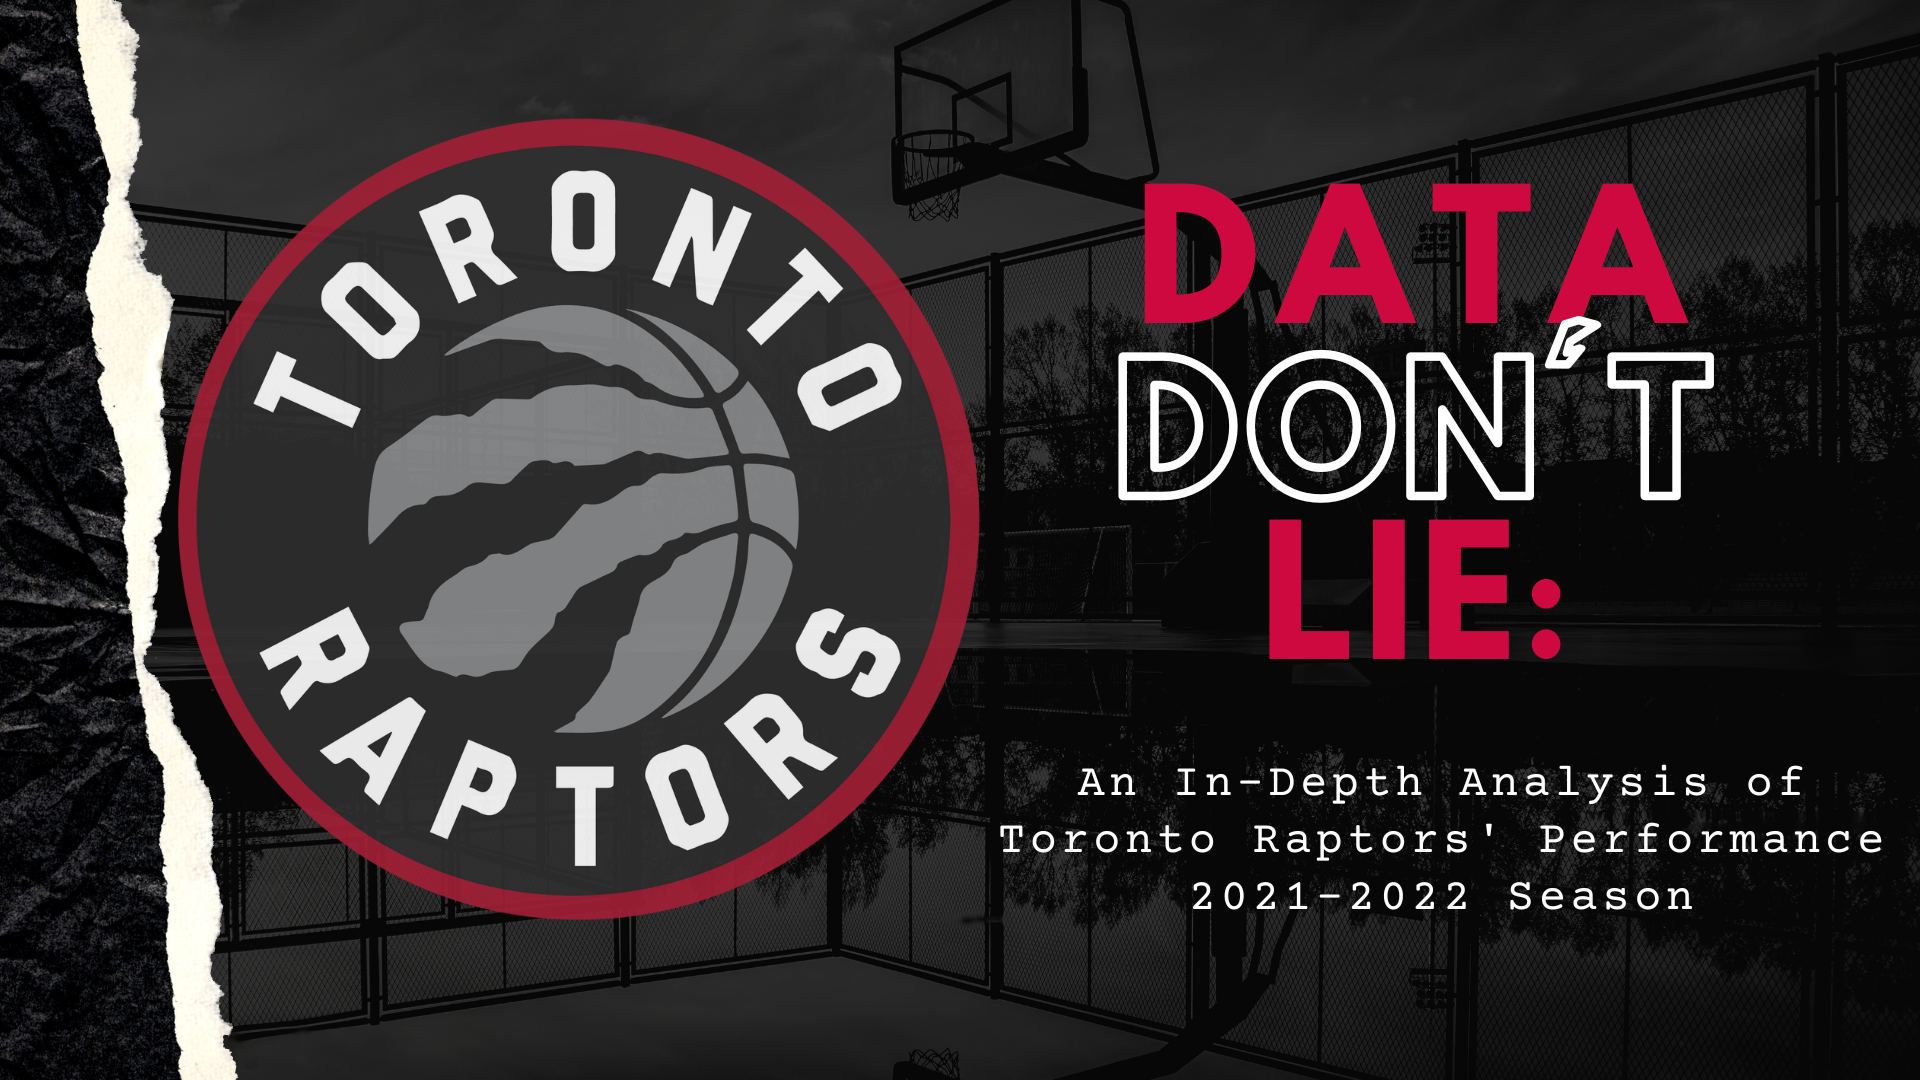 TORONTO
RAPTORS
DATA
DON'T
LIE:
An In-Depth Analysis of
Toronto Raptors' Performance
2021-2022 Season